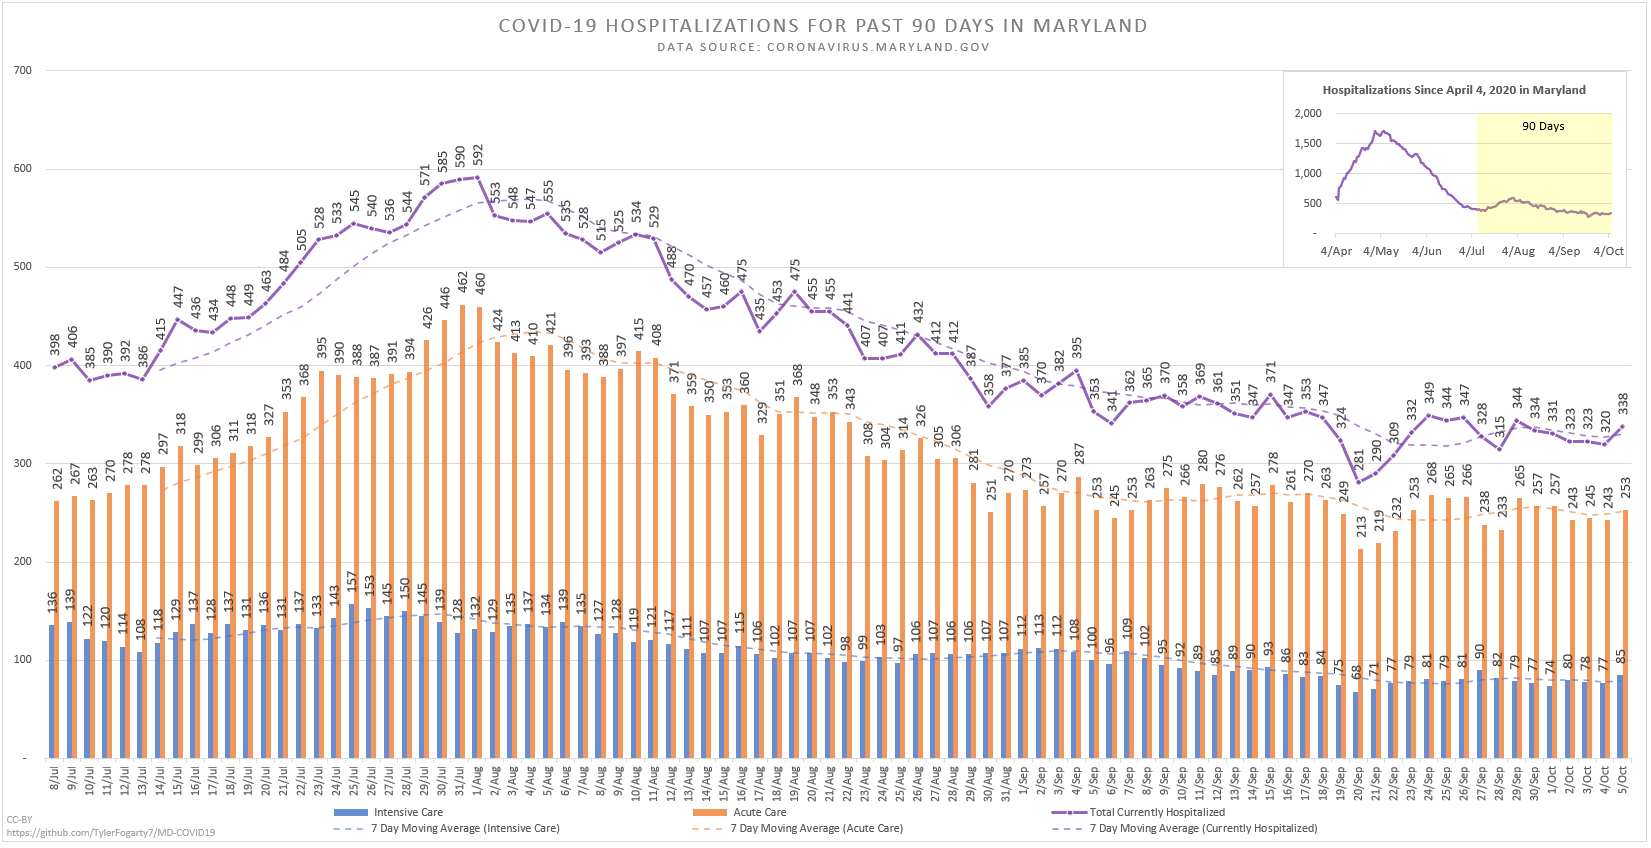 COVID-19 HOSPITALIZATIONS FOR PAST 90 DAYS IN MARYLAND
DATA SOURCE: CORONAVIRUS.MARYLAND.GOV
700
600
500
400
300
200
100
-
Hospitalizations Since April 4, 2020 in Maryland
2,000
1,500
1,000
500
-
90 Days
4/Apr 4/May 4/Jun 4/Jul 4/Aug 4/Sep 4/Oct
398 406 385 390 392 386 415 447 436 434 448 449 463 484 505 528 533 545 540 536 544 571 585 590 592 553 548 547 555 535 528 515 525 534 529 488 470 457 460 475 435 453 475 455 455 441 407 407 411 432 412 412 387 358 377 385 370 382 395 353 341 362 365 370 358 369 361 351 347 371 347 353 347 324 281 290 309 332 349 344 347 328 315 344 334 331 323 323 320 338
262 267 263 270 278 278 297 318 299 306 311 318 327 353 368 395 390 388 387 391 394 426 446 462 460 424 413 410 421 396 393 388 397 415 408 371 359 350 353 360 329 351 368 348 353 343 308 304 314 326 305 306 281 251 270 273 257 270 287 253 245 253 263 275 266 280 276 262 257 278 261 270 263 249 213 219 232 253 268 265 266 238 233 265 257 257 243 245 243 253
136 139 122 120 114 108 118 129 137 128 137 131 136 131 137 133 143 157 153 145 150 145 139 128 132 129 135 137 134 139 135 127 128 119 121 117 111 107 107 115 106 102 107 107 102 98 99 103 97 106 107 106 106 107 107 112 113 112 108 100 96 109 102 95 92 89 85 89 90 93 86 83 84 75 68 71 77 79 81 79 81 90 82 79 77 74 80 78 77 85
8/Jul 9/Jul 10/Jul 11/Jul 12/Jul 13/Jul 14/Jul 15/Jul 16/Jul 17/Jul 18/Jul 19/Jul 20/Jul 21/Jul 22/Jul 23/Jul 24/Jul 25/Jul 26/Jul 27/Jul 28/Jul 29/Jul 30/Jul 31/Jul 1/Aug 2/Aug 3/Aug 4/Aug 5/Aug 6/Aug 7/Aug 8/Aug 9/Aug 10/Aug 11/Aug 12/Aug 13/Aug 14/Aug 15/Aug 16/Aug 17/Aug 18/Aug 19/Aug 20/Aug 21/Aug 22/Aug 23/Aug 24/Aug 25/Aug 26/Aug 27/Aug 28/Aug 29/Aug 30/Aug 31/Aug 1/Sep 2/Sep 3/Sep 4/Sep 5/Sep 6/Sep 7/Sep 8/Sep 9/Sep 10/Sep 11/Sep 12/Sep 13/Sep 14/Sep 15/Sep 16/Sep 17/Sep 18/Sep 19/Sep 20/Sep 21/Sep 22/Sep 23/Sep 24/Sep 25/Sep 26/Sep 27/Sep 28/Sep 29/Sep 30/Sep 1/Oct 2/Oct 3/Oct 4/Oct 5/Oct
Intensive Care Acute Care Total Currently Hospitalized
7 Day Moving Average (Intensive Care) 7 Day Moving Average (Acute Care) 7 Day Moving Average (Currently Hospitalized)
CC-BY
https://github.com/TylerFogarty7/MD-COVID19